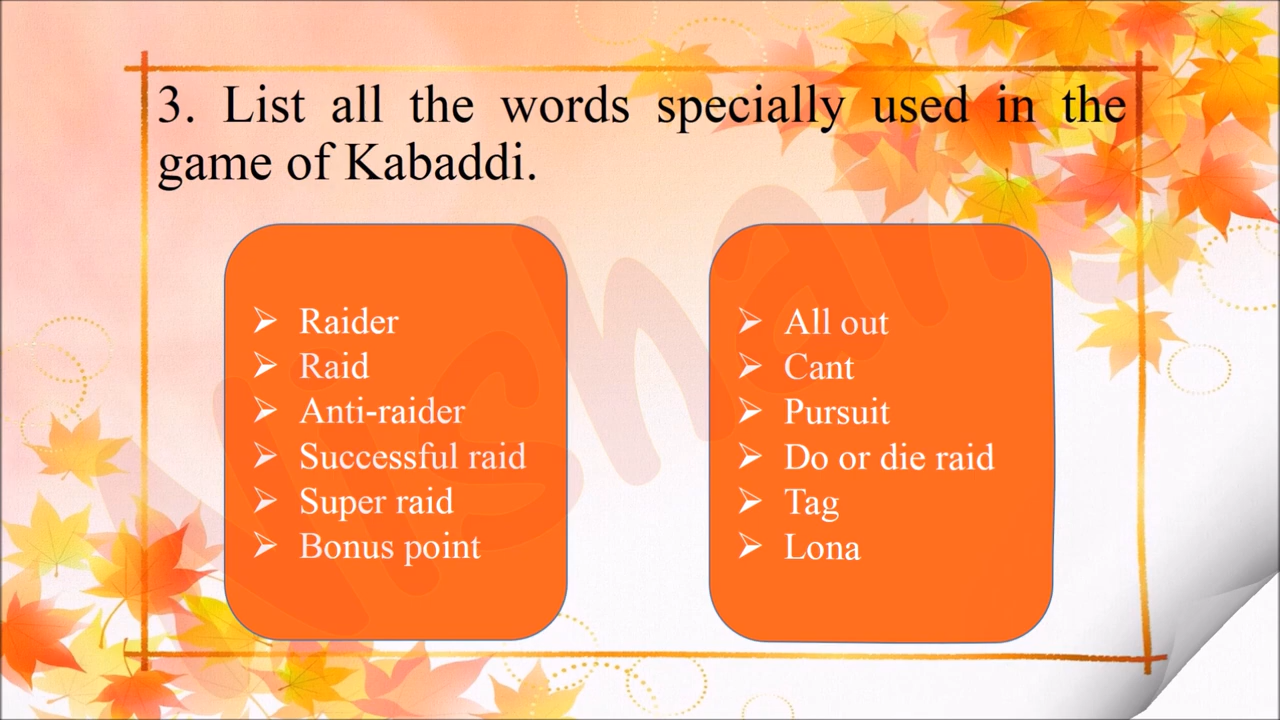 3. List all the words specially used in the
game of Kabaddi.
➢ Raider
➢ Raid
➢ Anti-raider
➢ Successful raid
➢ Super raid
➢ Bonus point
➢ All out
➢ Cant
➢ Pursuit
➢ Do or die raid
➢ Tag
➢ Lona